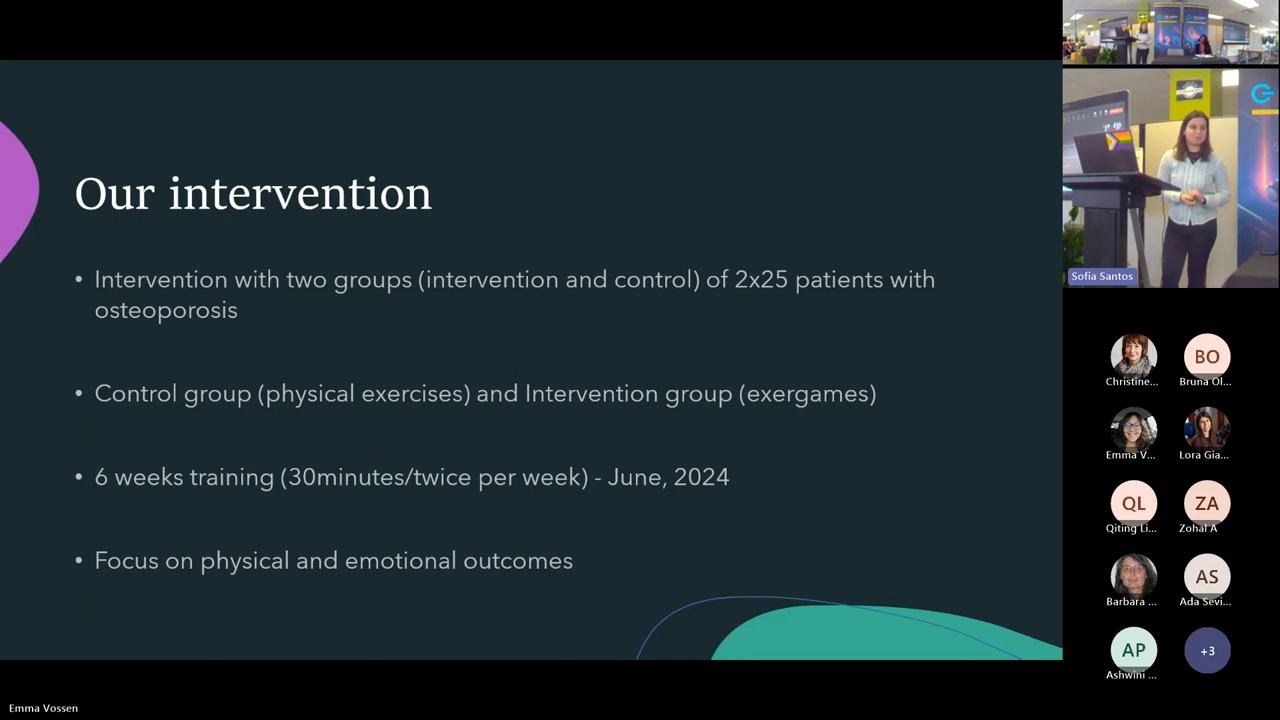 Our intervention
• Intervention with two groups (intervention and control) of 2x25 patients with
osteoporosis
• Control group (physical exercises) and Intervention group (exergames)
• 6 weeks training (30minutes/twice per week) - June, 2024
• Focus on physical and emotional outcomes
Sofia Santos
BO
Christine...
Bruna Ol...
Emma V...
Lora Gia...
QL
ZA
Qiting Li...
Zohal A
AS
Barbara ...
Ada Sevi...
AP
+3
Ashwini ...
Emma Vossen